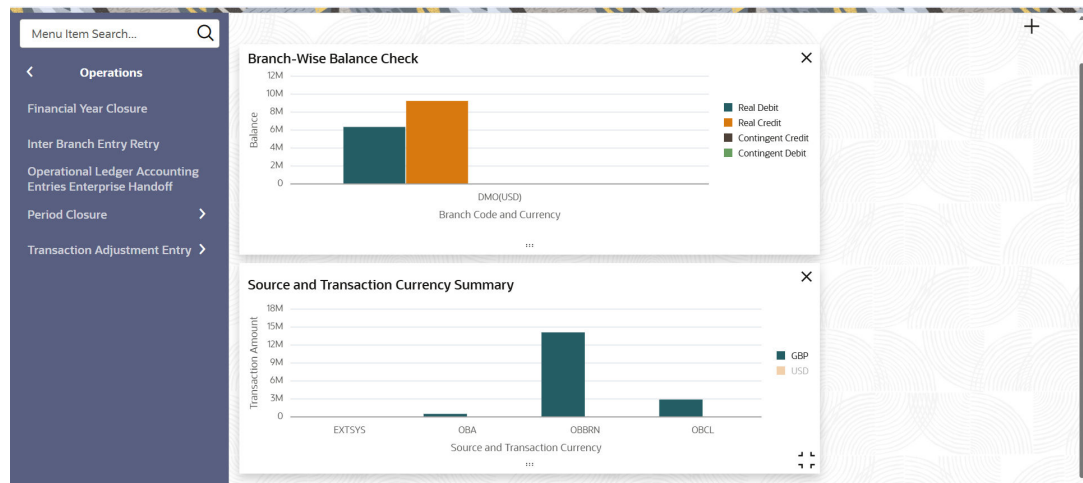 Menu Item Search...
Operations
Financial Year Closure
Inter Branch Entry Retry
Operational Ledger Accounting
Entries Enterprise Handoff
Period Closure
Transaction Adjustment Entry
Branch-Wise Balance Check
12M
10M
8M
6M
4M
2M
0
Balance
DMO(USD)
Branch Code and Currency
Real Debit
Real Credit
Contingent Credit
Contingent Debit
Source and Transaction Currency Summary
18M
15M
12M
9M
6M
3M
0
Transaction Amount
EXTSYS OBA OBBRN OBCL
Source and Transaction Currency
GBP
USD